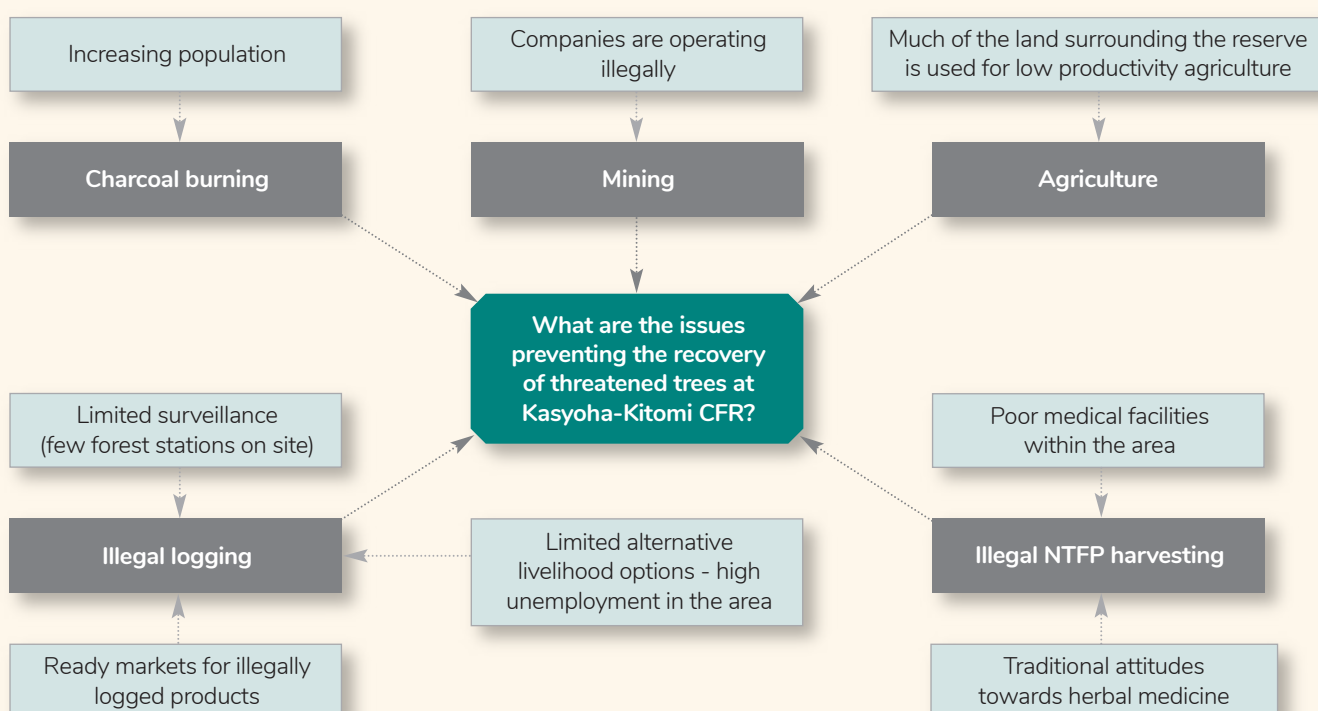 Increasing population
Companies are operating
illegally
Much of the land surrounding the reserve
is used for low productivity agriculture
Charcoal burning
Mining
Agriculture
What are the issues
preventing the recovery
of threatened trees at
Kasyoha-Kitomi CFR?
Limited surveillance
(few forest stations on site)
Poor medical facilities
within the area
Illegal logging
Limited alternative
livelihood options - high
unemployment in the area
Illegal NTFP harvesting
Ready markets for illegally
logged products
Traditional attitudes
towards herbal medicine